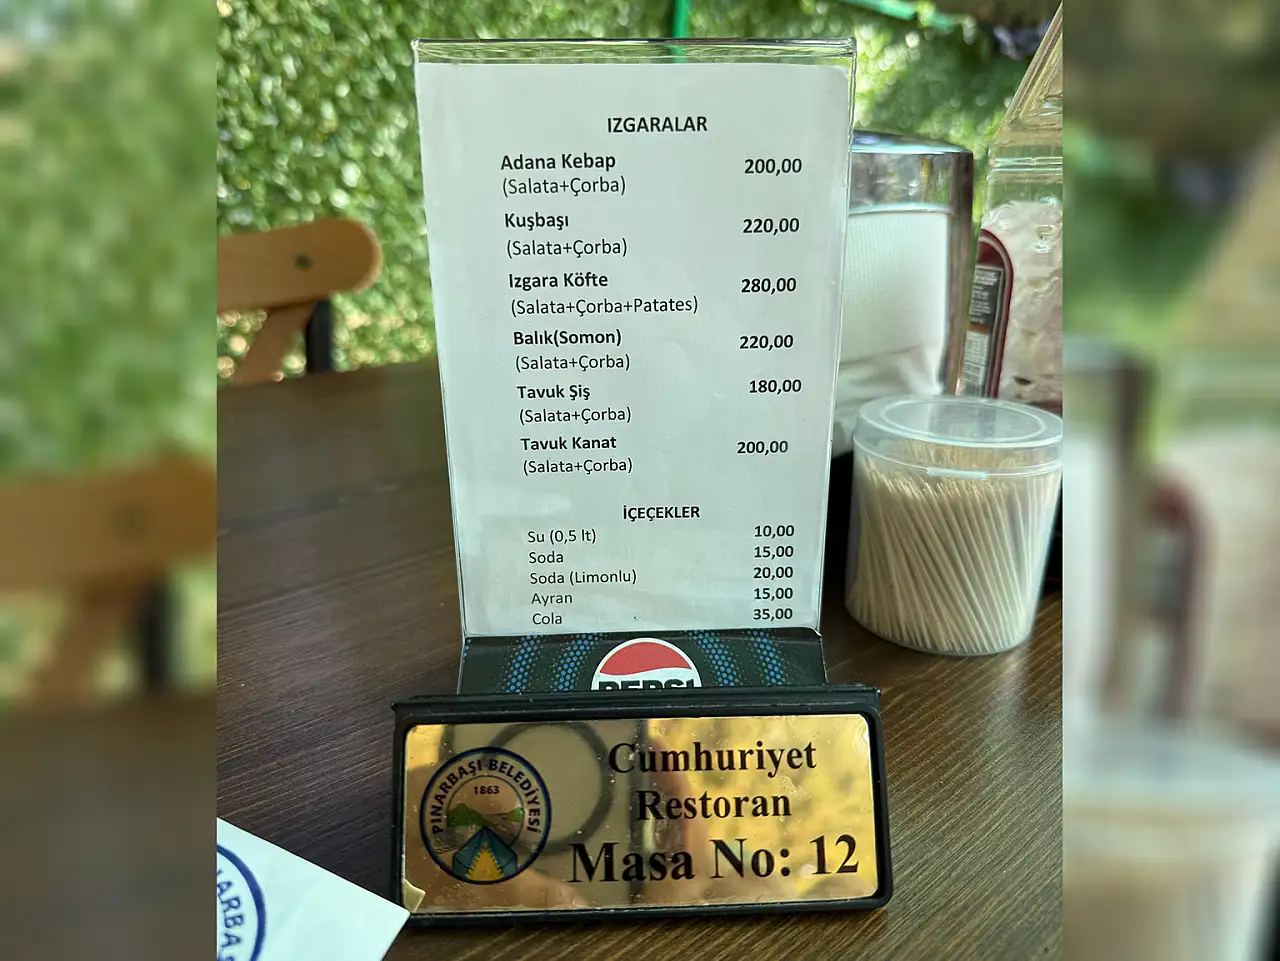 IZGARALAR
Adana Kebap 200,00
(Salata+Çorba)
Kuşbaşı 220,00
(Salata+Çorba)
Izgara Köfte 280,00
(Salata+Çorba+Patates)
Balık(Somon) 220,00
(Salata+Çorba)
Tavuk Şiş 180,00
(Salata+Çorba)
Tavuk Kanat 200,00
(Salata+Çorba)
İÇEÇEKLER
Su (0,5 lt) 10,00
Soda 15,00
Soda (Limonlu) 20,00
Ayran 15,00
Cola 35,00
PEPSI
PINARBAŞI BELEDİYESİ
1863
Cumhuriyet
Restoran
Masa No: 12